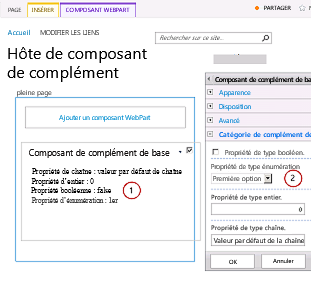 PAGE INSÉRER COMPOSANT WEBPART
PARTAGER
Accueil MODIFIER LES LIENS
Rechercher sur ce site...
Hôte de composant
de complément
pleine page
Ajouter un composant WebPart
Composant de complément de base
Propriété de chaîne : valeur par défaut de chaîne
Propriété d'entier : 0
Propriété booléenne : fake
Propriété d'énumération : 1er
1
Composant de complément de ba
Apparence
Disposition
Avancé
Catégorie de complément de
Propriété de type booléen.
Propriété de type énumération
Première option
2
Propriété de type entier.
0
Propriété de type chaîne.
Valeur par défaut de la chaîne
OK Annuler